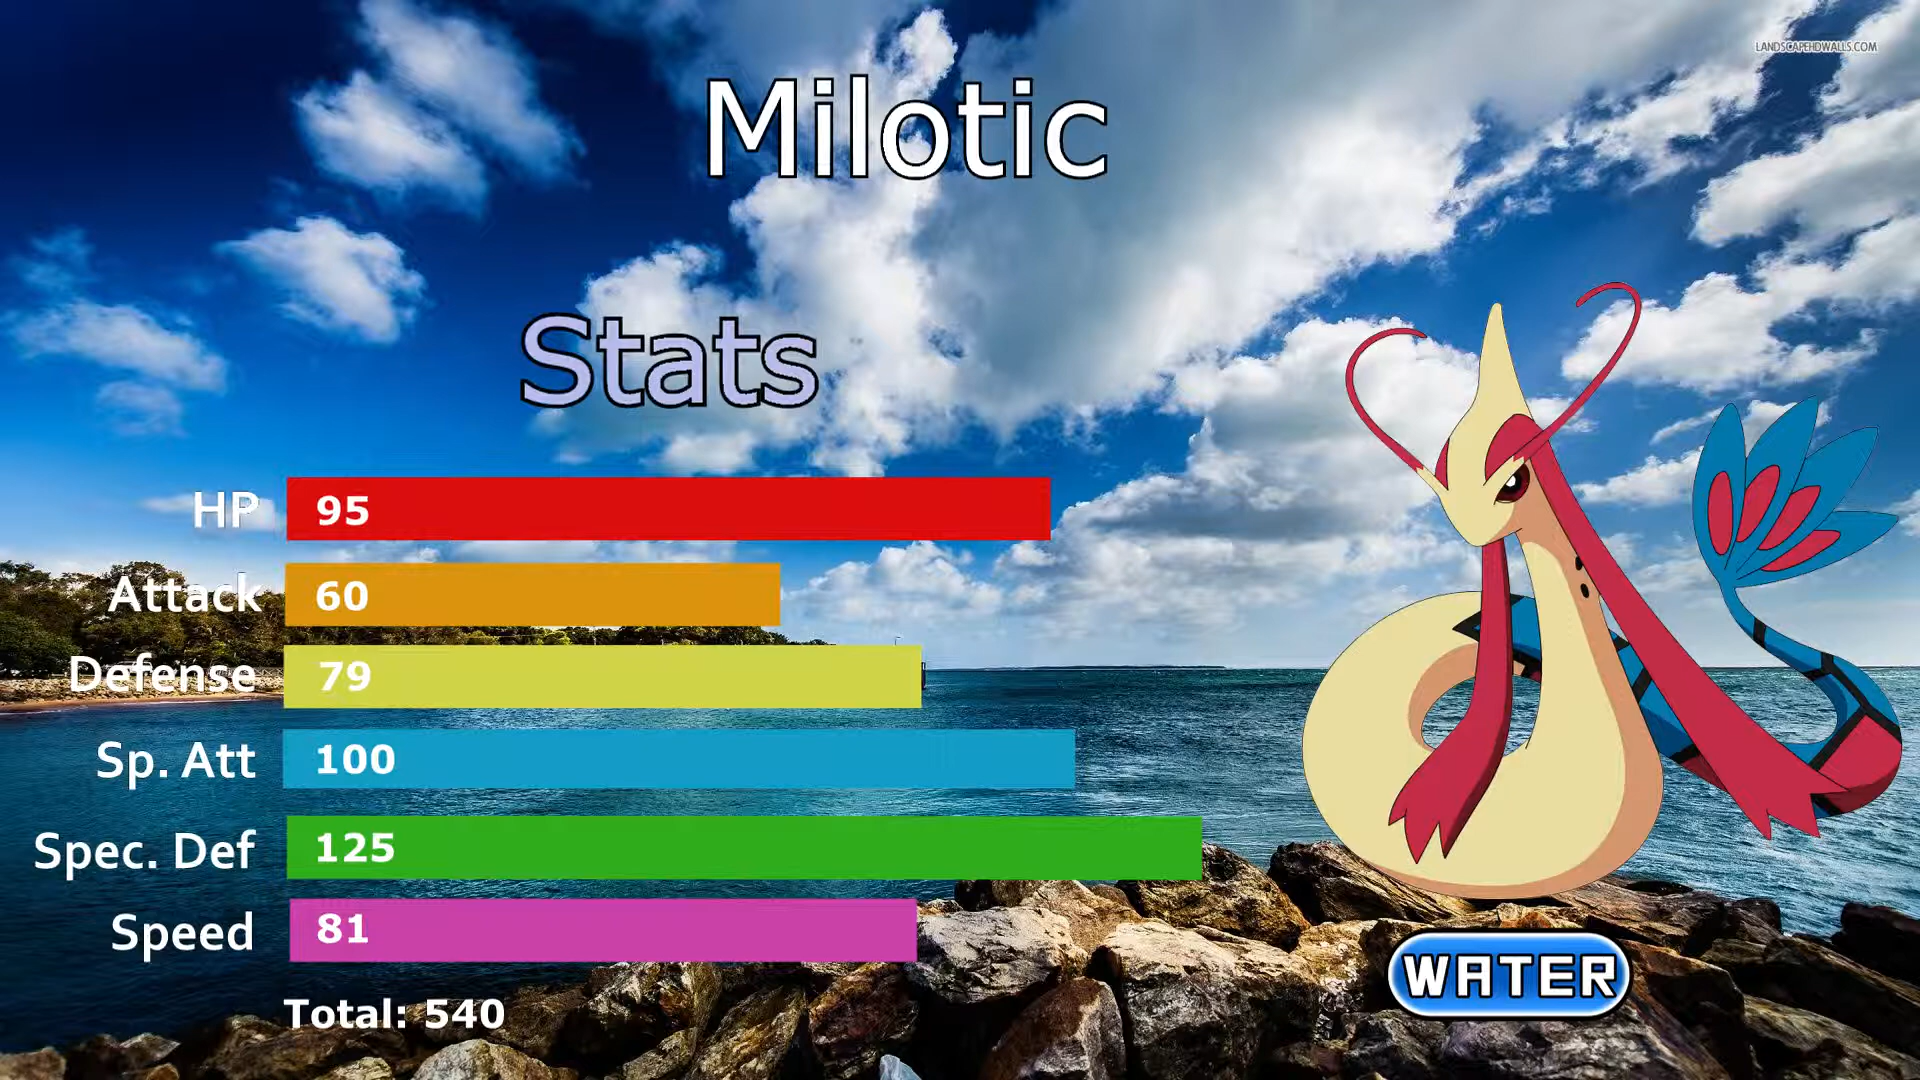 LANDSCAPEHDWALLS.COM
Milotic
Stats
HP 95
Attack 60
Defense 79
Sp. Att 100
Spec. Def 125
Speed 81
Total: 540
WATER